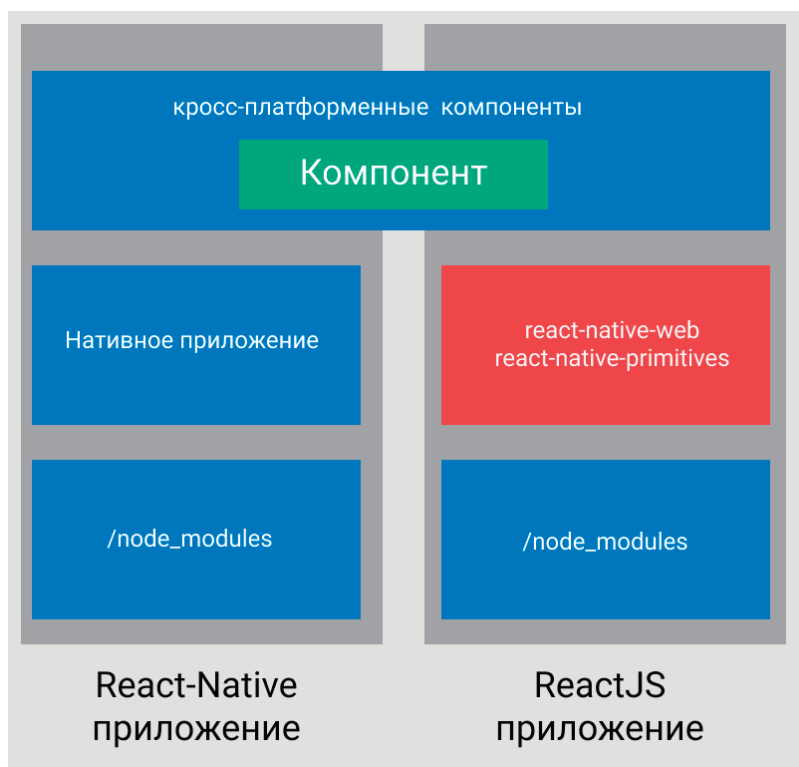 кросс-платформенные компоненты
Компонент
Нативное приложение
react-native-web
react-native-primitives
/node_modules
/node_modules
React-Native
приложение
ReactJS
приложение